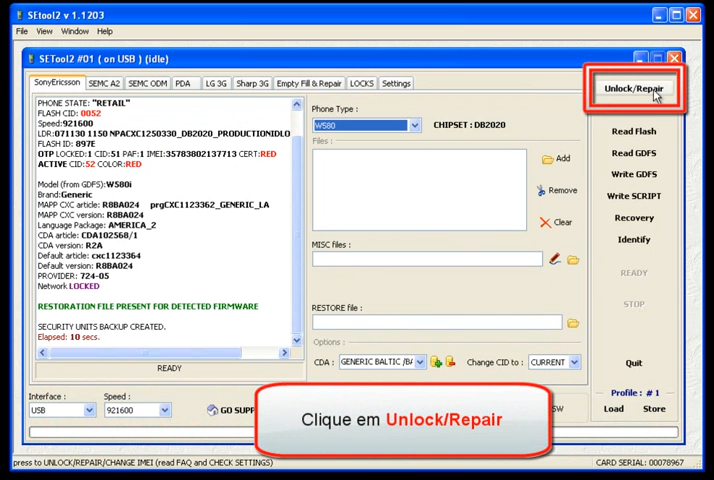 SEtool2 v 1.1203
File View Window Help
SETool2 #01 ( on USB ) (idle)
SonyEricsson SEMC A2 SEMC ODM PDA LG 3G Sharp 3G Empty Fill & Repair LOCKS Settings
PHONE STATE: "RETAIL"
FLASH CID: 0052
Speed:921600
LDR:071130 1150 NPACXC1250330_DB2020_PRODUCTIONIDLO
FLASH ID: 897E
OTP LOCKED:1 CID:51 PAF:1 IMEI:35783802137713 CERT:RED
ACTIVE CID:52 COLOR:RED
Model (from GDFS):W580i
Brand:Generic
MAPP CXC article: R8BA024 prgCXC1123362_GENERIC_LA
MAPP CXC version: R8BA024
Language Package: AMERICA_2
CDA article: CDA102568/1
CDA version: R2A
Default article: cxc1123364
Default version: R8BA024
PROVIDER: 724-05
Network LOCKED
RESTORATION FILE PRESENT FOR DETECTED FIRMWARE
SECURITY UNITS BACKUP CREATED.
Elapsed: 10 secs.
READY
Interface :
USB
Speed :
921600
GO SUPP
Phone Type :
W580
CHIPSET : DB2020
Files :
Add
Remove
Clear
MISC files :
RESTORE file :
Options :
CDA : GENERIC BALTIC /BA
Change CID to : CURRENT
SW
Unlock/Repair
Read Flash
Read GDFS
Write GDFS
Write SCRIPT
Recovery
Identify
READY
STOP
Quit
Profile : # 1
Load Store
Clique em Unlock/Repair
press to UNLOCK/REPAIR/CHANGE IMEI (read FAQ and CHECK SETTINGS)
CARD SERIAL: 00078967